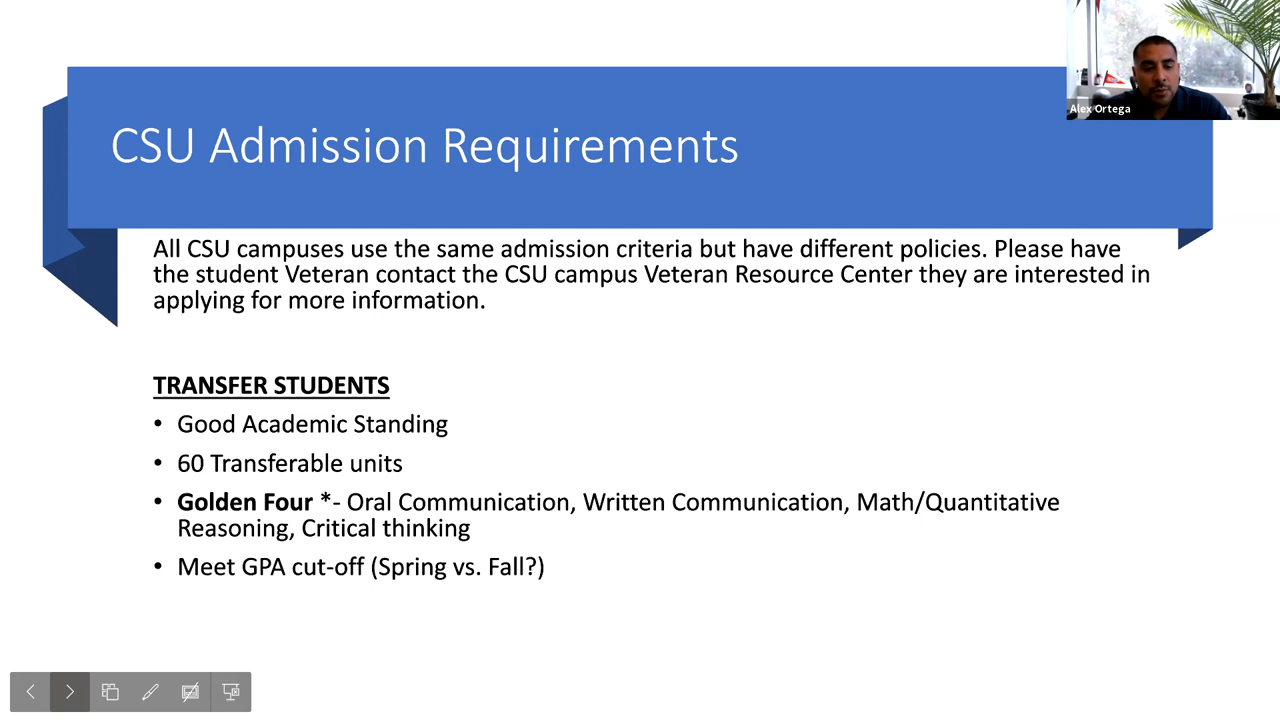 Alex Ortega
CSU Admission Requirements
All CSU campuses use the same admission criteria but have different policies. Please have
the student Veteran contact the CSU campus Veteran Resource Center they are interested in
applying for more information.
TRANSFER STUDENTS
• Good Academic Standing
• 60 Transferable units
• Golden Four *- Oral Communication, Written Communication, Math/Quantitative
Reasoning, Critical thinking
• Meet GPA cut-off (Spring vs. Fall?)